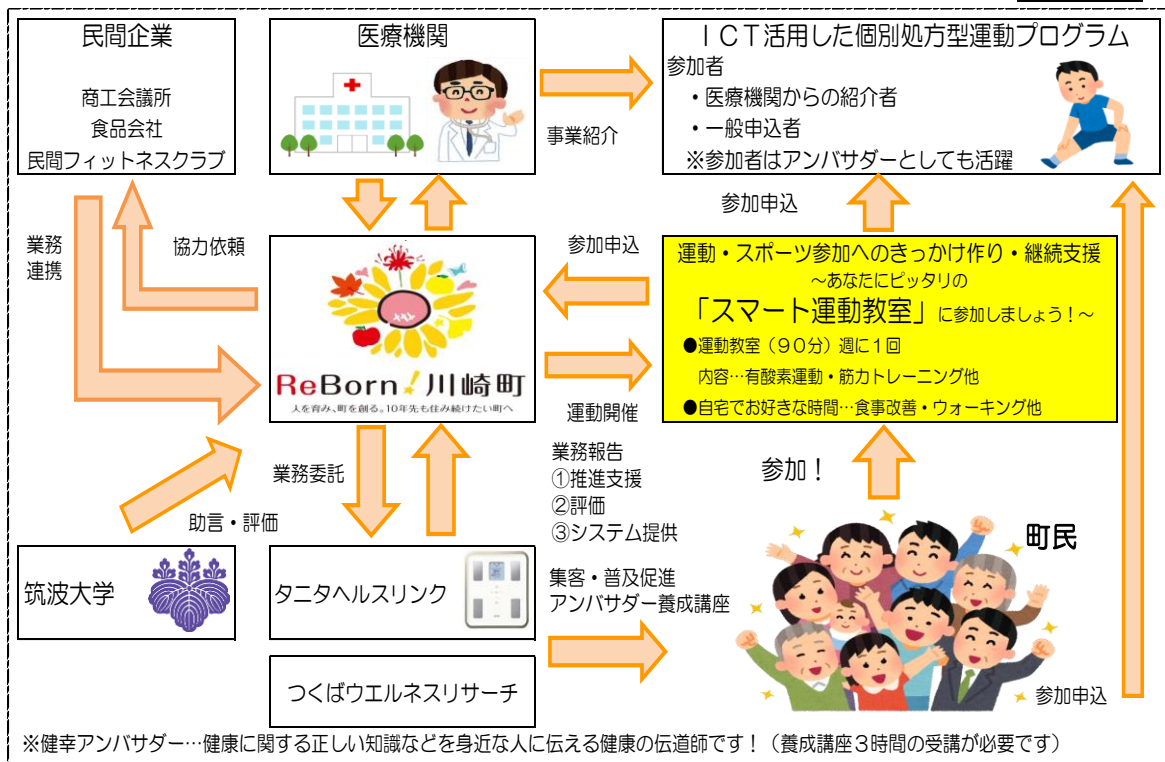 民間企業
商工会議所
食品会社
民間フィットネスクラブ
医療機関
事業紹介
ＩＣＴ活用した個別処方型運動プログラム
参加者
・医療機関からの紹介者
・一般申込者
※参加者はアンバサダーとしても活躍
業務
連携
協力依頼
ReBorn！川崎町
人を育み、町を創る。10年先も住み続けたい町へ
参加申込
運動開催
参加申込
運動・スポーツ参加へのきっかけ作り・継続支援
～あなたにピッタリの
「スマート運動教室」に参加しましょう！～
●運動教室（９０分）週に１回
内容…有酸素運動・筋力トレーニング他
●自宅でお好きな時間…食事改善・ウォーキング他
助言・評価
業務委託
業務報告
①推進支援
②評価
③システム提供
参加！
町民
筑波大学
タニタヘルスリンク
集客・普及促進
アンバサダー養成講座
つくばウエルネスリサーチ
参加申込
※健幸アンバサダー…健康に関する正しい知識などを身近な人に伝える健康の伝道師です！（養成講座３時間の受講が必要です）